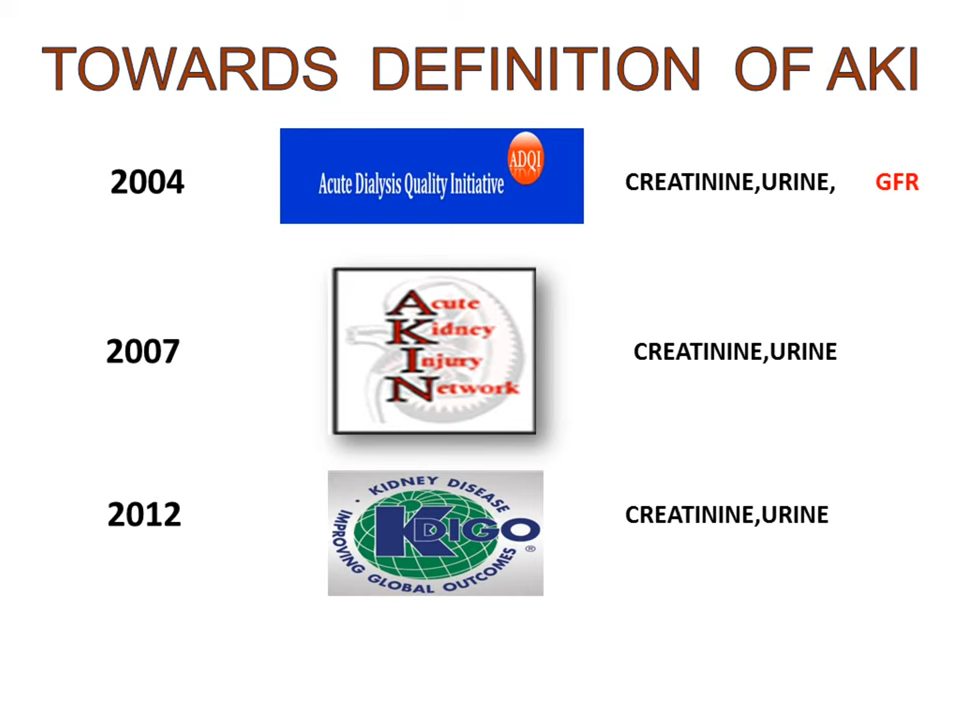 TOWARDS DEFINITION OF AKI
2004
ADQI
Acute Dialysis Quality Initiative
CREATININE,URINE, GFR
2007
Acute
Kidney
Injury
Network
CREATININE,URINE
2012
KIDNEY DISEASE
KDIGO
®
IMPROVING GLOBAL OUTCOMES
CREATININE,URINE